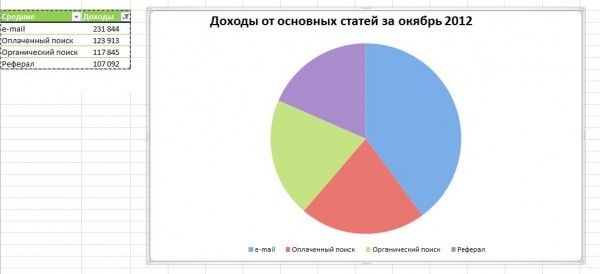 Средние Доходы
e-mail 231 844
Оплаченный поиск 123 913
Органический поиск 117 845
Реферал 107 092
Доходы от основных статей за окябрь 2012
e-mail Оплаченный поиск Органический поиск Реферал